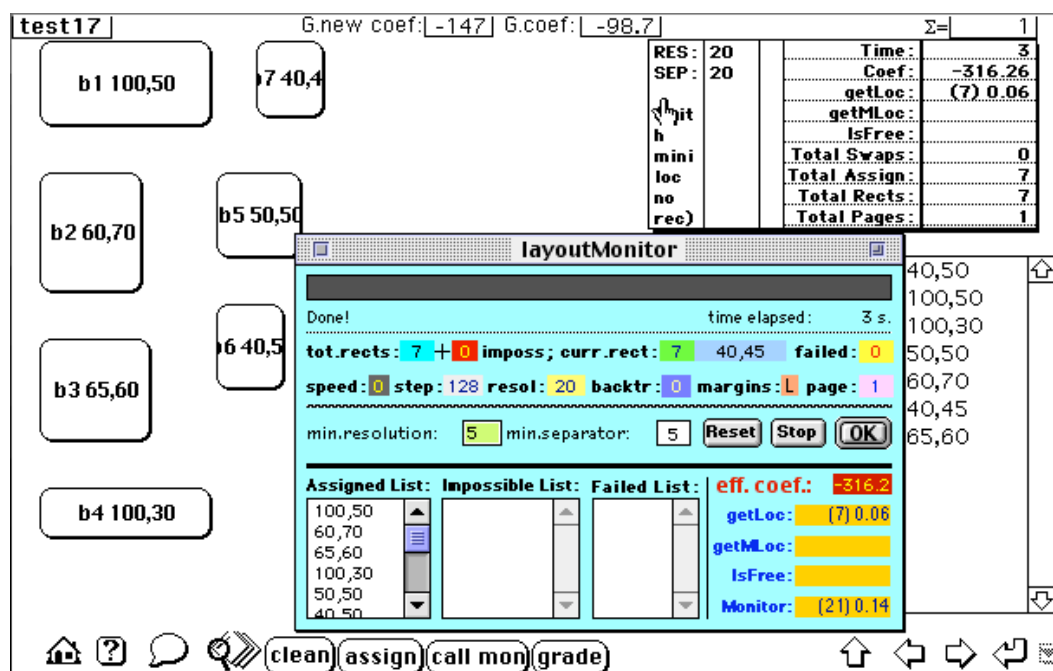 test17 G.new coef: -147 G.coef: -98.7 Σ= 1
b1 100,50
b7 40,4
RES: 20
SEP: 20
h
mini
loc
no
rec)
Time: 3
Coef: -316.26
getLoc: (7) 0.06
getMLoc:
IsFree:
Total Swaps: 0
Total Assign: 7
Total Rects: 7
Total Pages: 1
b2 60,70
b5 50,50
b6 40,5
b3 65,60
b4 100,30
layoutMonitor
Done! time elapsed: 3 s.
tot.rects: 7 + 0 imposs; curr.rect: 7 40,45 failed: 0
speed: 0 step: 128 resol: 20 backtr: 0 margins: L page: 1
min.resolution: 5 min.separator: 5 Reset Stop OK
Assigned List: Impossible List: Failed List:
100,50
60,70
65,60
100,30
50,50
40,50
eff. coef.: -316.2
getLoc: (7) 0.06
getMLoc:
IsFree:
Monitor: (21) 0.14
40,50
100,50
100,30
50,50
60,70
40,45
65,60
? clean assign call mon grade